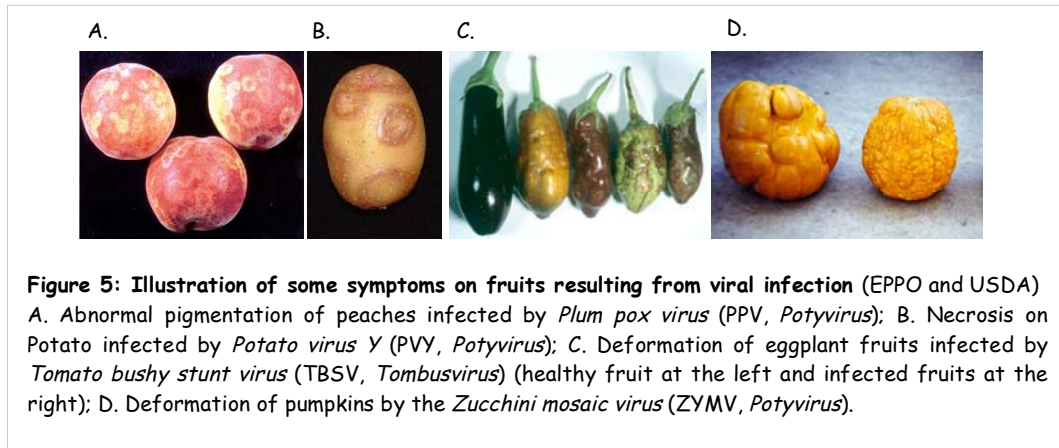 A. B. C. D.
Figure 5: Illustration of some symptoms on fruits resulting from viral infection (EPPO and USDA)
A. Abnormal pigmentation of peaches infected by Plum pox virus (PPV, Potyvirus); B. Necrosis on
Potato infected by Potato virus Y (PVY, Potyvirus); C. Deformation of eggplant fruits infected by
Tomato bushy stunt virus (TBSV, Tombusvirus) (healthy fruit at the left and infected fruits at the
right); D. Deformation of pumpkins by the Zucchini mosaic virus (ZYMV, Potyvirus).